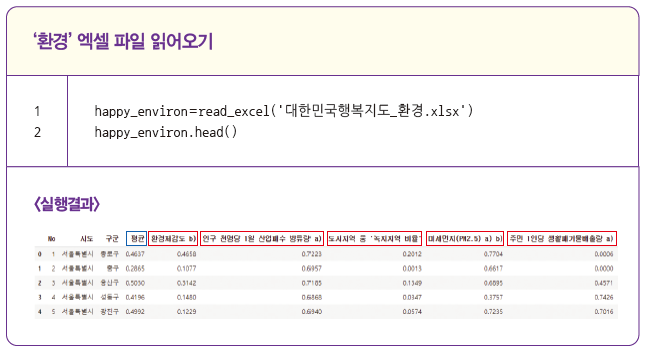 ‘환경’ 엑셀 파일 읽어오기
1 happy_environ=read_excel('대한민국행복지도_환경.xlsx')
2 happy_environ.head()
〈실행결과〉
No 시도 구군 평균 환경체감도 b) 인구 천명당 1일 산업폐수 방류량 a) 도시지역 중 '녹지지역 비율' 미세먼지(PM2.5) a) b) 주민 1인당 생활폐기물배출량 a)
0 1 서울특별시 종로구 0.4637 0.4658 0.7223 0.2012 0.7704 0.0006
1 2 서울특별시 중구 0.2865 0.1077 0.6957 0.0013 0.6617 0.0000
2 3 서울특별시 용산구 0.5030 0.5142 0.7185 0.1349 0.6895 0.4571
3 4 서울특별시 성동구 0.4196 0.1480 0.6868 0.0347 0.3757 0.7426
4 5 서울특별시 광진구 0.4992 0.1229 0.6940 0.0574 0.7235 0.7016